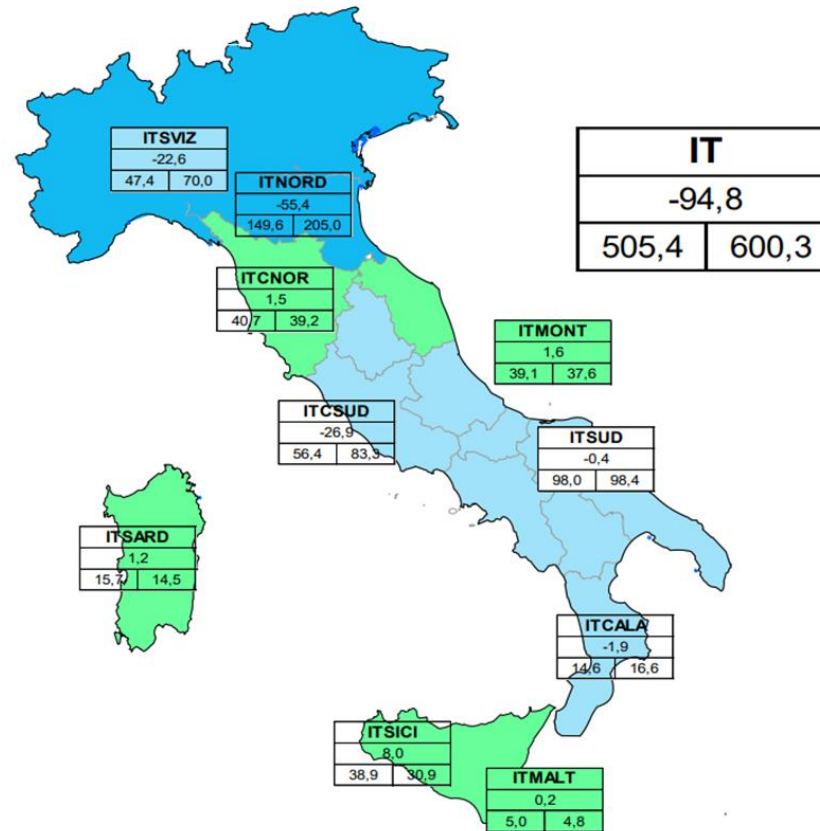 ITSVIZ
-22,6
47,4 70,0
IT
-94,8
505,4 600,3
ITNORD
-55,4
149,6 205,0
ITCNOR
1,5
40,7 39,2
ITMONT
1,6
39,1 37,6
ITCSUD
-26,9
56,4 83,3
ITSUD
-0,4
98,0 98,4
ITSARD
1,2
15,7 14,5
ITCALA
-1,9
14,6 16,6
ITSICI
8,0
38,9 30,9
ITMALT
0,2
5,0 4,8